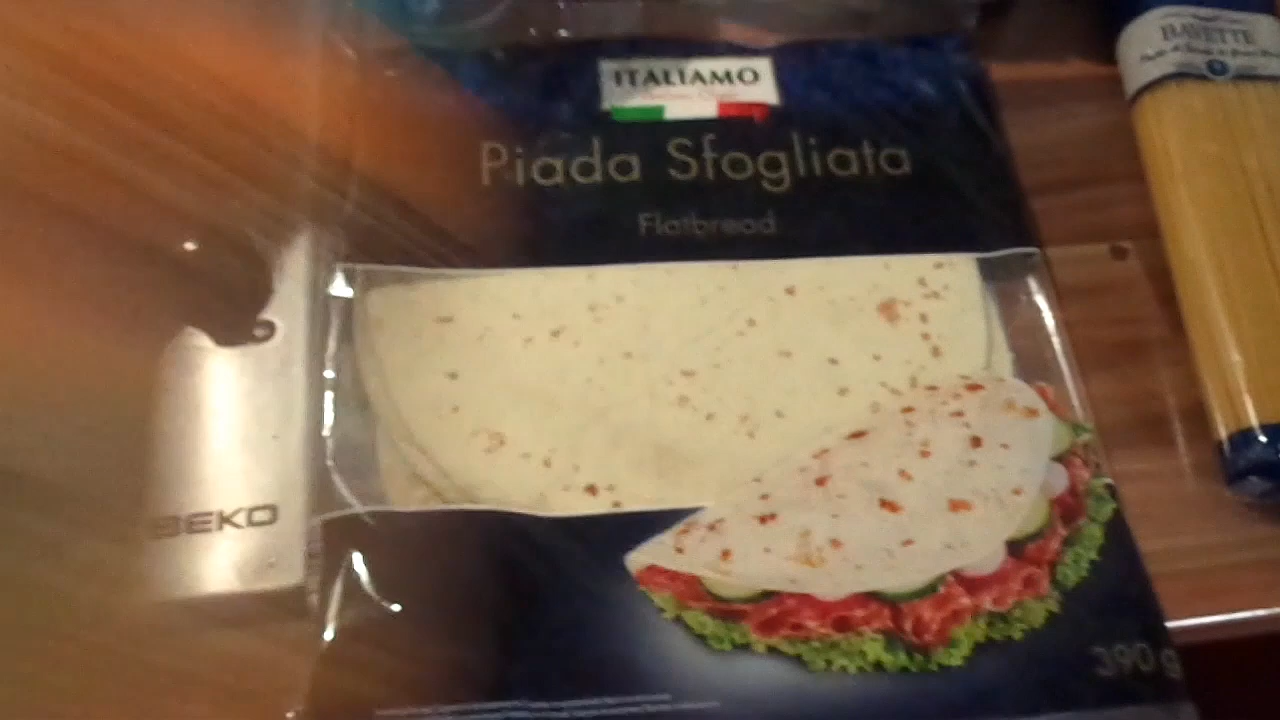 ITALIAMO
Piada Sfogliata
Flatbread
BEKO
390 g
BAVETTE